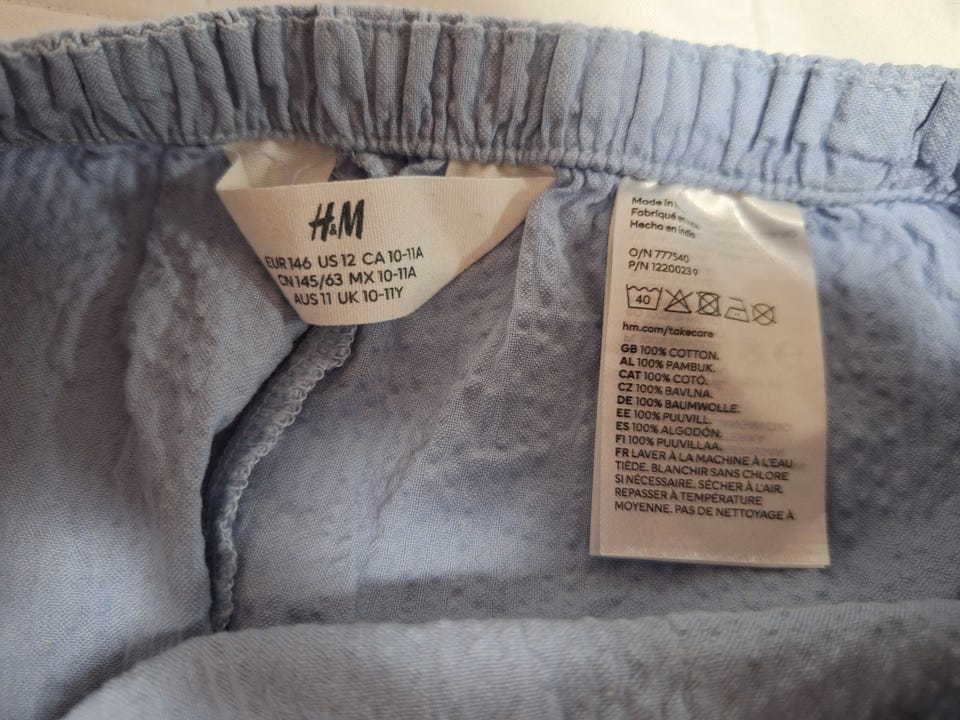 H&M
EUR 146 US 12 CA 10-11A
CN 145/63 MX 10-11A
AUS 11 UK 10-11Y
Made in
Fabriqué en
Hecho en India
O/N 777540
P/N 12200239
40
hm.com/takecare
GB 100% COTTON.
AL 100% PAMBUK.
CAT 100% COTÓ.
CZ 100% BAVLNA.
DE 100% BAUMWOLLE.
EE 100% PUUVILL.
ES 100% ALGODÓN.
FI 100% PUUVILLAA.
FR LAVER À LA MACHINE À L'EAU
TIÈDE. BLANCHIR SANS CHLORE
SI NÉCESSAIRE. SÉCHER À L'AIR.
REPASSER À TEMPÉRATURE
MOYENNE. PAS DE NETTOYAGE À